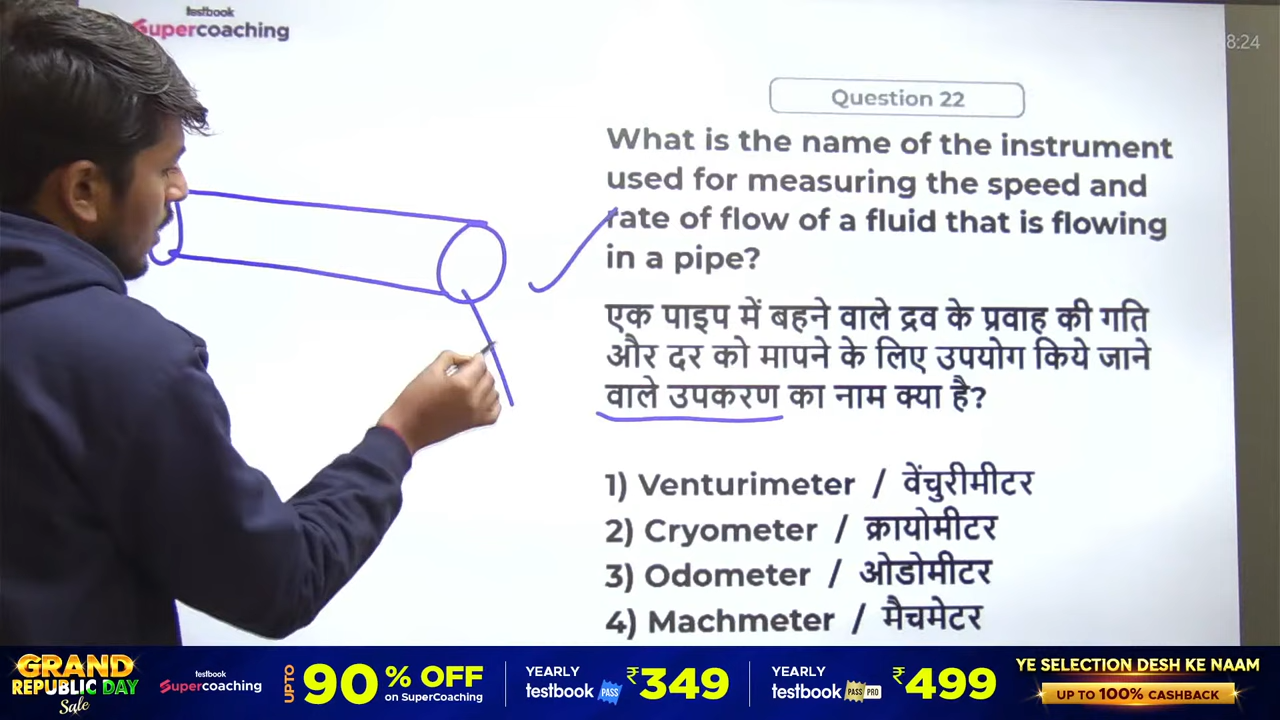 testbook
Supercoaching
8:24
Question 22
What is the name of the instrument
used for measuring the speed and
rate of flow of a fluid that is flowing
in a pipe?
एक पाइप में बहने वाले द्रव के प्रवाह की गति
और दर को मापने के लिए उपयोग किये जाने
वाले उपकरण का नाम क्या है?
1) Venturimeter / वेंचुरीमीटर
2) Cryometer / क्रायोमीटर
3) Odometer / ओडोमीटर
4) Machmeter / मैचमेटर
GRAND
REPUBLIC DAY
Sale
testbook
Supercoaching
UPTO 90% OFF
on SuperCoaching
YEARLY
testbook PASS ₹349
YEARLY
testbook PASS PRO ₹499
YE SELECTION DESH KE NAAM
UP TO 100% CASHBACK